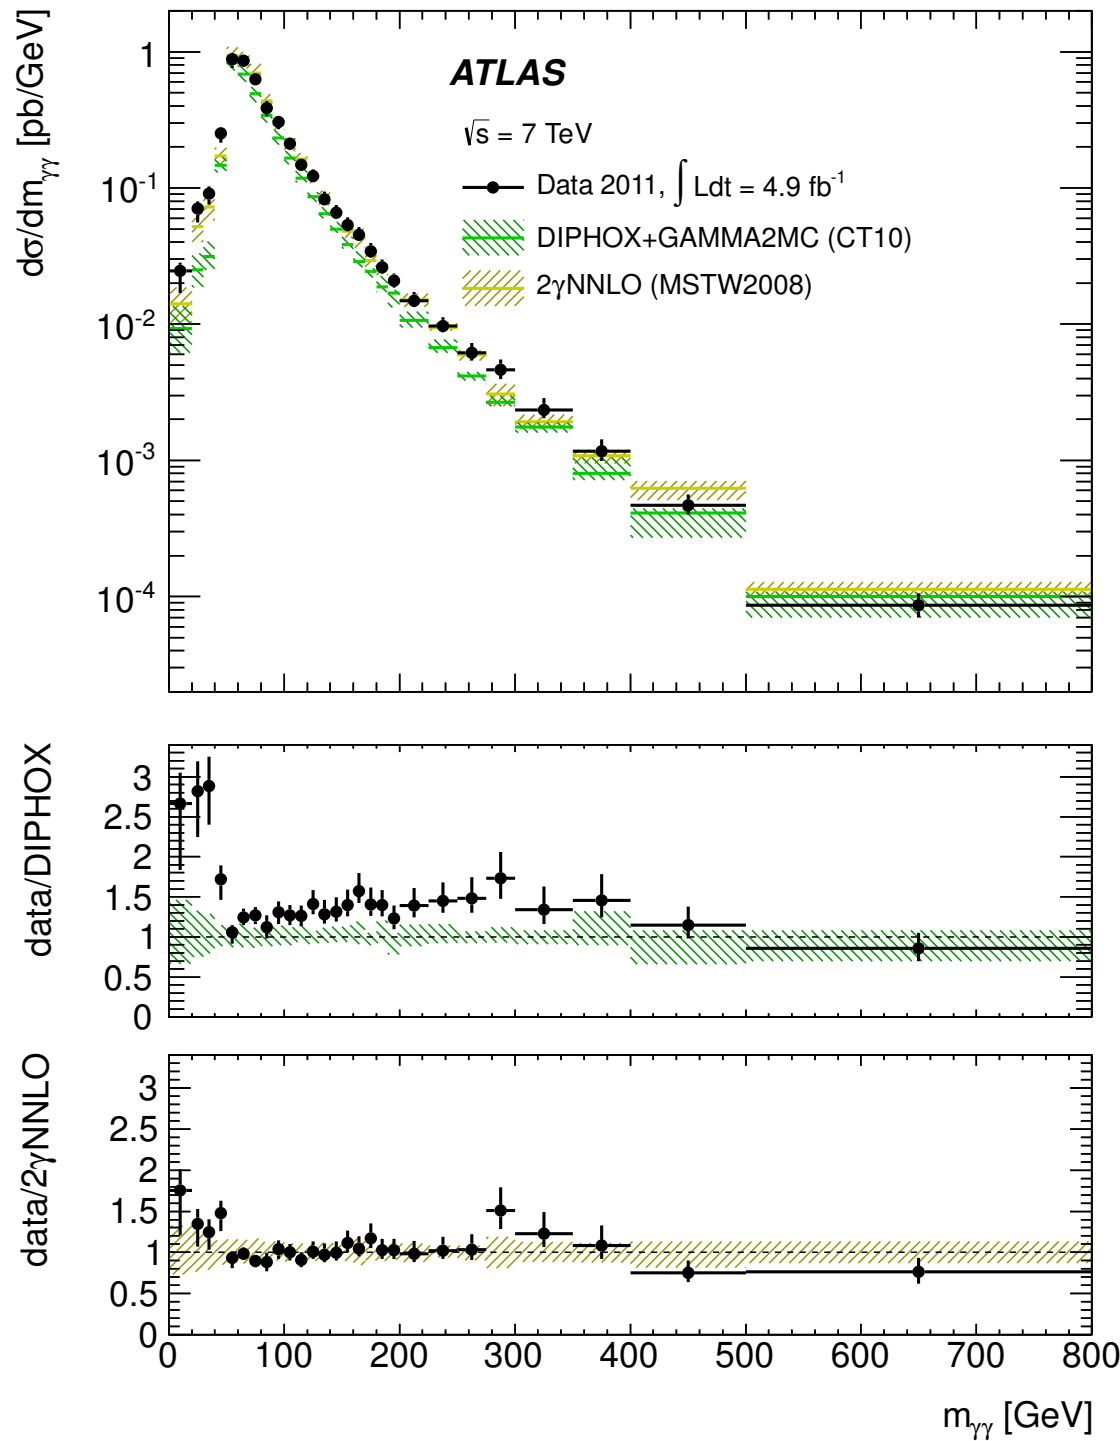 dσ/dmγγ [pb/GeV]
1
10-1
10-2
10-3
10-4
ATLAS
√s = 7 TeV
Data 2011, ∫ Ldt = 4.9 fb-1
DIPHOX+GAMMA2MC (CT10)
2γNNLO (MSTW2008)
data/DIPHOX
3
2.5
2
1.5
1
0.5
0
data/2γNNLO
3
2.5
2
1.5
1
0.5
0
0 100 200 300 400 500 600 700 800
mγγ [GeV]